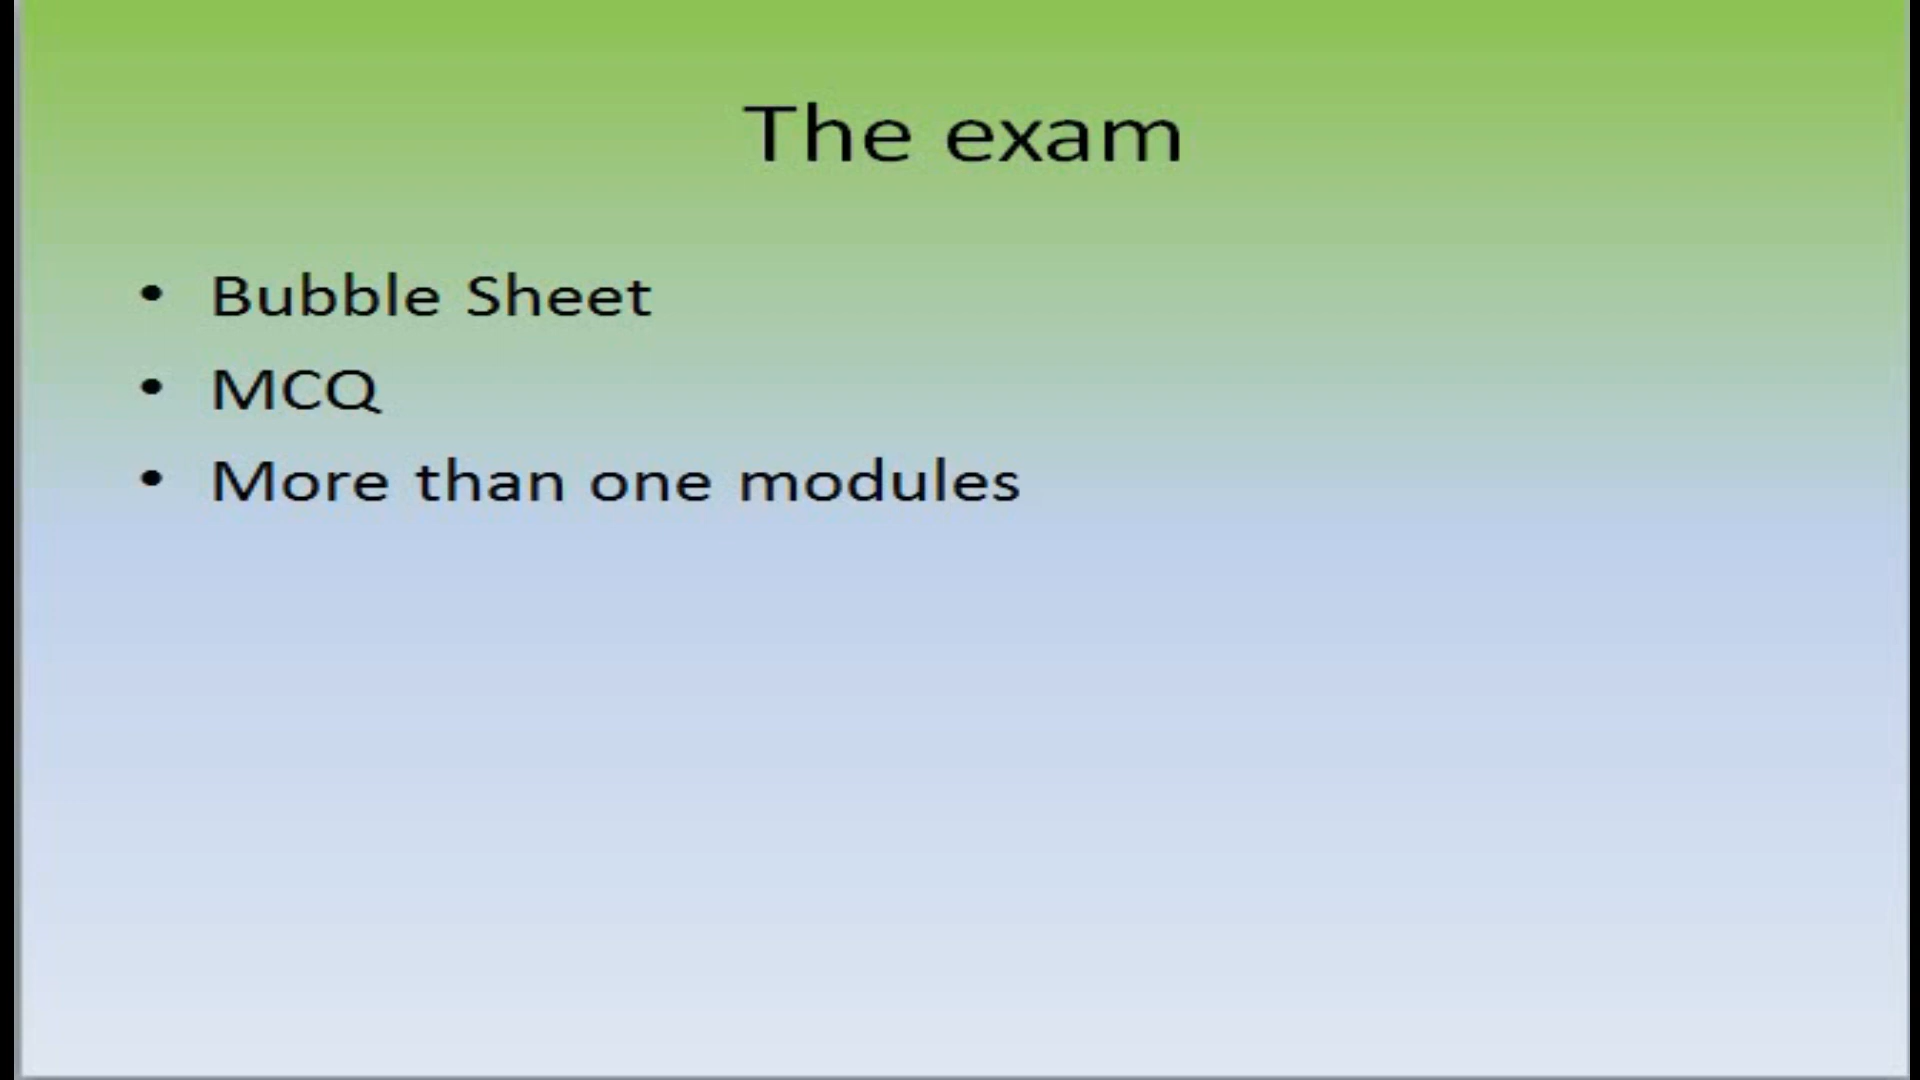 The exam
• Bubble Sheet
• MCQ
• More than one modules